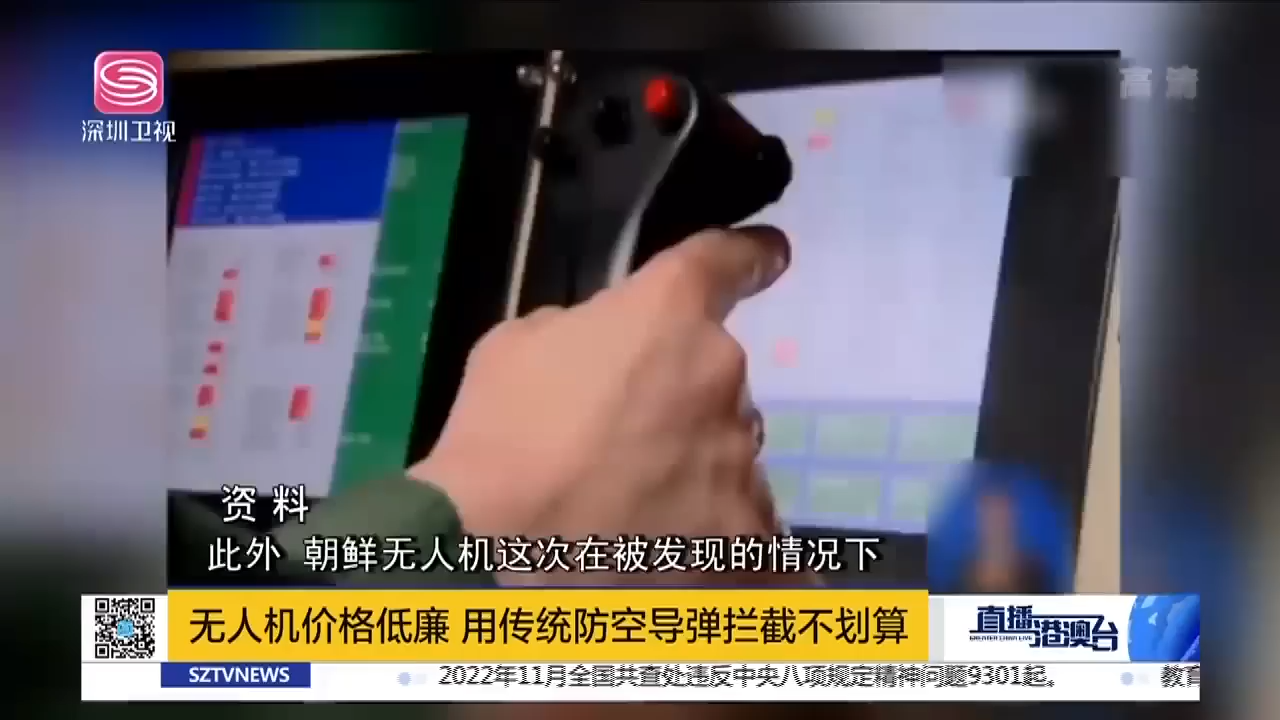 高清
深圳卫视
资料
此外 朝鲜无人机这次在被发现的情况下
无人机价格低廉 用传统防空导弹拦截不划算
直播港澳台
GREATER CHINA LIVE
SZTVNEWS
2022年11月全国共查处违反中央八项规定精神问题9301起。
教育